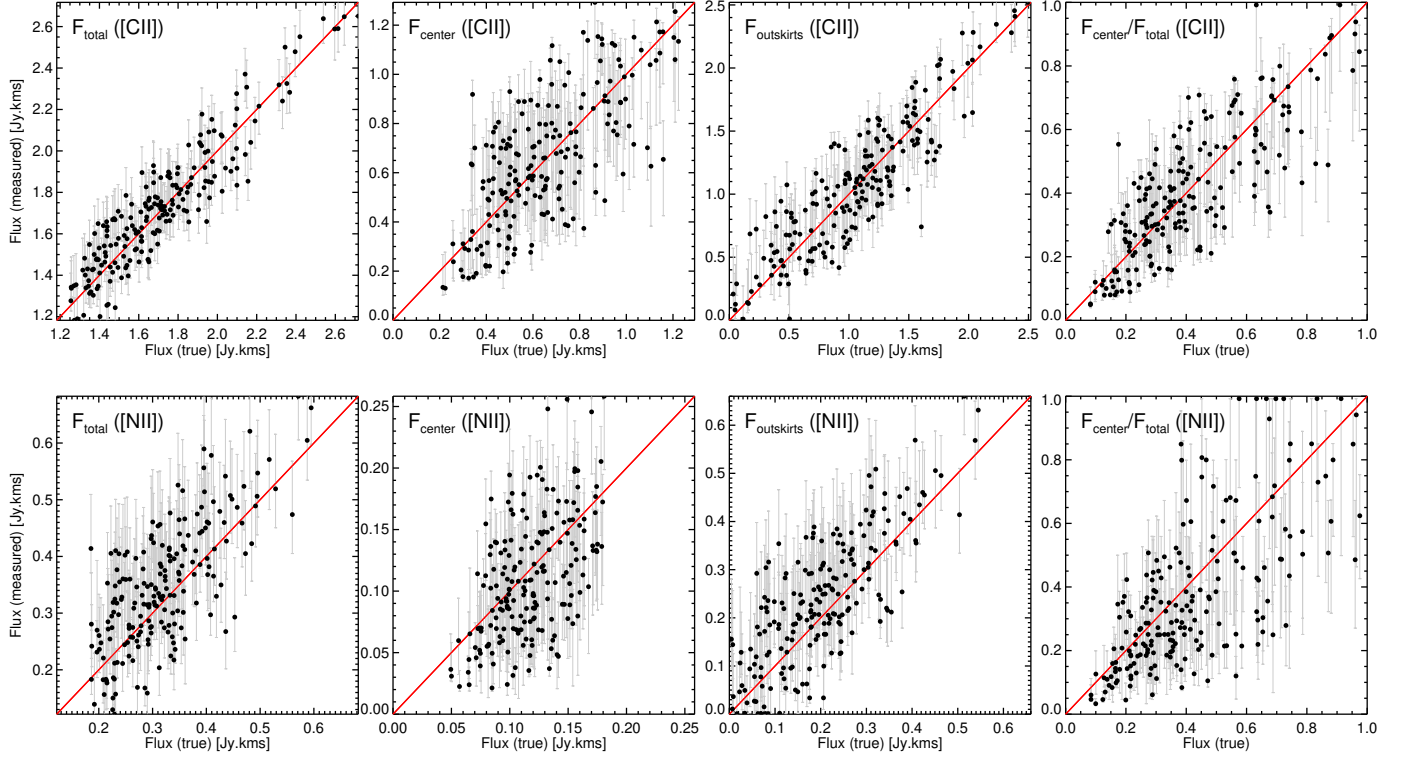 F_total ([CII])
Flux (measured) [Jy.kms]
2.6
2.4
2.2
2.0
1.8
1.6
1.4
1.2
1.2 1.4 1.6 1.8 2.0 2.2 2.4 2.6
Flux (true) [Jy.kms]
F_center ([CII])
1.2
1.0
0.8
0.6
0.4
0.2
0.0
0.0 0.2 0.4 0.6 0.8 1.0 1.2
Flux (true) [Jy.kms]
F_outskirts ([CII])
2.5
2.0
1.5
1.0
0.5
0.0
0.0 0.5 1.0 1.5 2.0 2.5
Flux (true) [Jy.kms]
F_center/F_total ([CII])
1.0
0.8
0.6
0.4
0.2
0.0
0.0 0.2 0.4 0.6 0.8 1.0
Flux (true)
F_total ([NII])
Flux (measured) [Jy.kms]
0.6
0.5
0.4
0.3
0.2
0.2 0.3 0.4 0.5 0.6
Flux (true) [Jy.kms]
F_center ([NII])
0.25
0.20
0.15
0.10
0.05
0.00
0.00 0.05 0.10 0.15 0.20 0.25
Flux (true) [Jy.kms]
F_outskirts ([NII])
0.6
0.5
0.4
0.3
0.2
0.1
0.0
0.0 0.1 0.2 0.3 0.4 0.5 0.6
Flux (true) [Jy.kms]
F_center/F_total ([NII])
1.0
0.8
0.6
0.4
0.2
0.0
0.0 0.2 0.4 0.6 0.8 1.0
Flux (true)